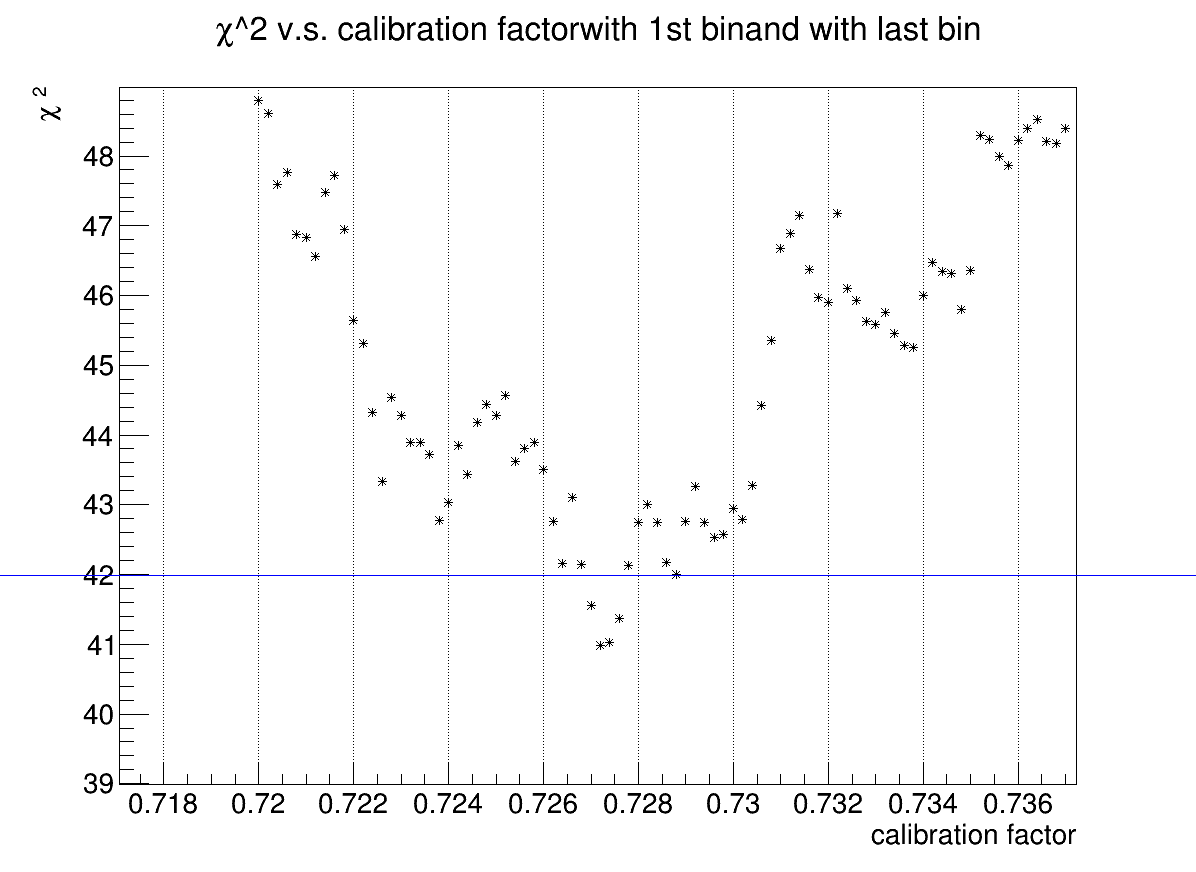 χ^2 v.s. calibration factorwith 1st binand with last bin
χ 2
48
47
46
45
44
43
42
41
40
39
0.718 0.72 0.722 0.724 0.726 0.728 0.73 0.732 0.734 0.736
calibration factor